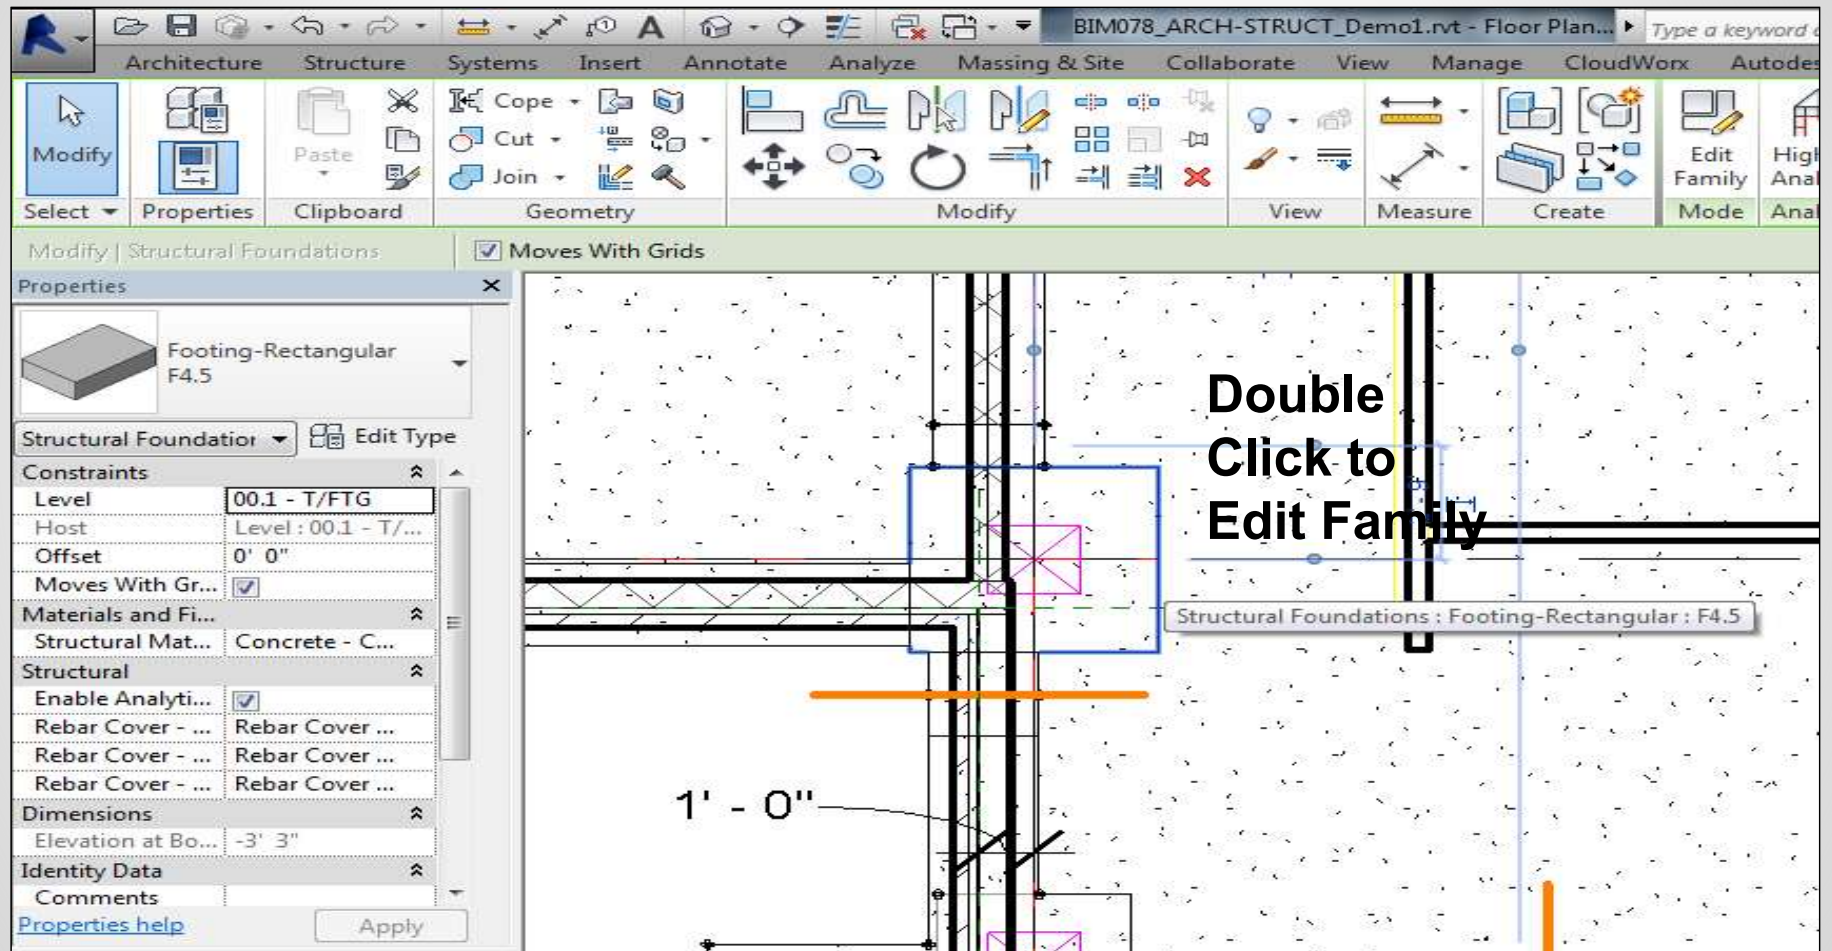 BIM078_ARCH-STRUCT_Demo1.rvt - Floor Plan... Type a keyword
Architecture Structure Systems Insert Annotate Analyze Massing & Site Collaborate View Manage CloudWorx Autodes
Modify
Paste
Cope
Cut
Join
Edit Family
High
Anal
Select Properties Clipboard Geometry Modify View Measure Create Mode Anal
Modify | Structural Foundations Moves With Grids
Properties
Footing-Rectangular
F4.5
Structural Foundatior Edit Type
Constraints
Level 00.1 - T/FTG
Host Level : 00.1 - T/...
Offset 0' 0"
Moves With Gr...
Materials and Fi...
Structural Mat... Concrete - C...
Structural
Enable Analyti...
Rebar Cover - ... Rebar Cover ...
Rebar Cover - ... Rebar Cover ...
Rebar Cover - ... Rebar Cover ...
Dimensions
Elevation at Bo... -3' 3"
Identity Data
Comments
Properties help Apply
Double
Click to
Edit Family
Structural Foundations : Footing-Rectangular : F4.5
1' - 0"